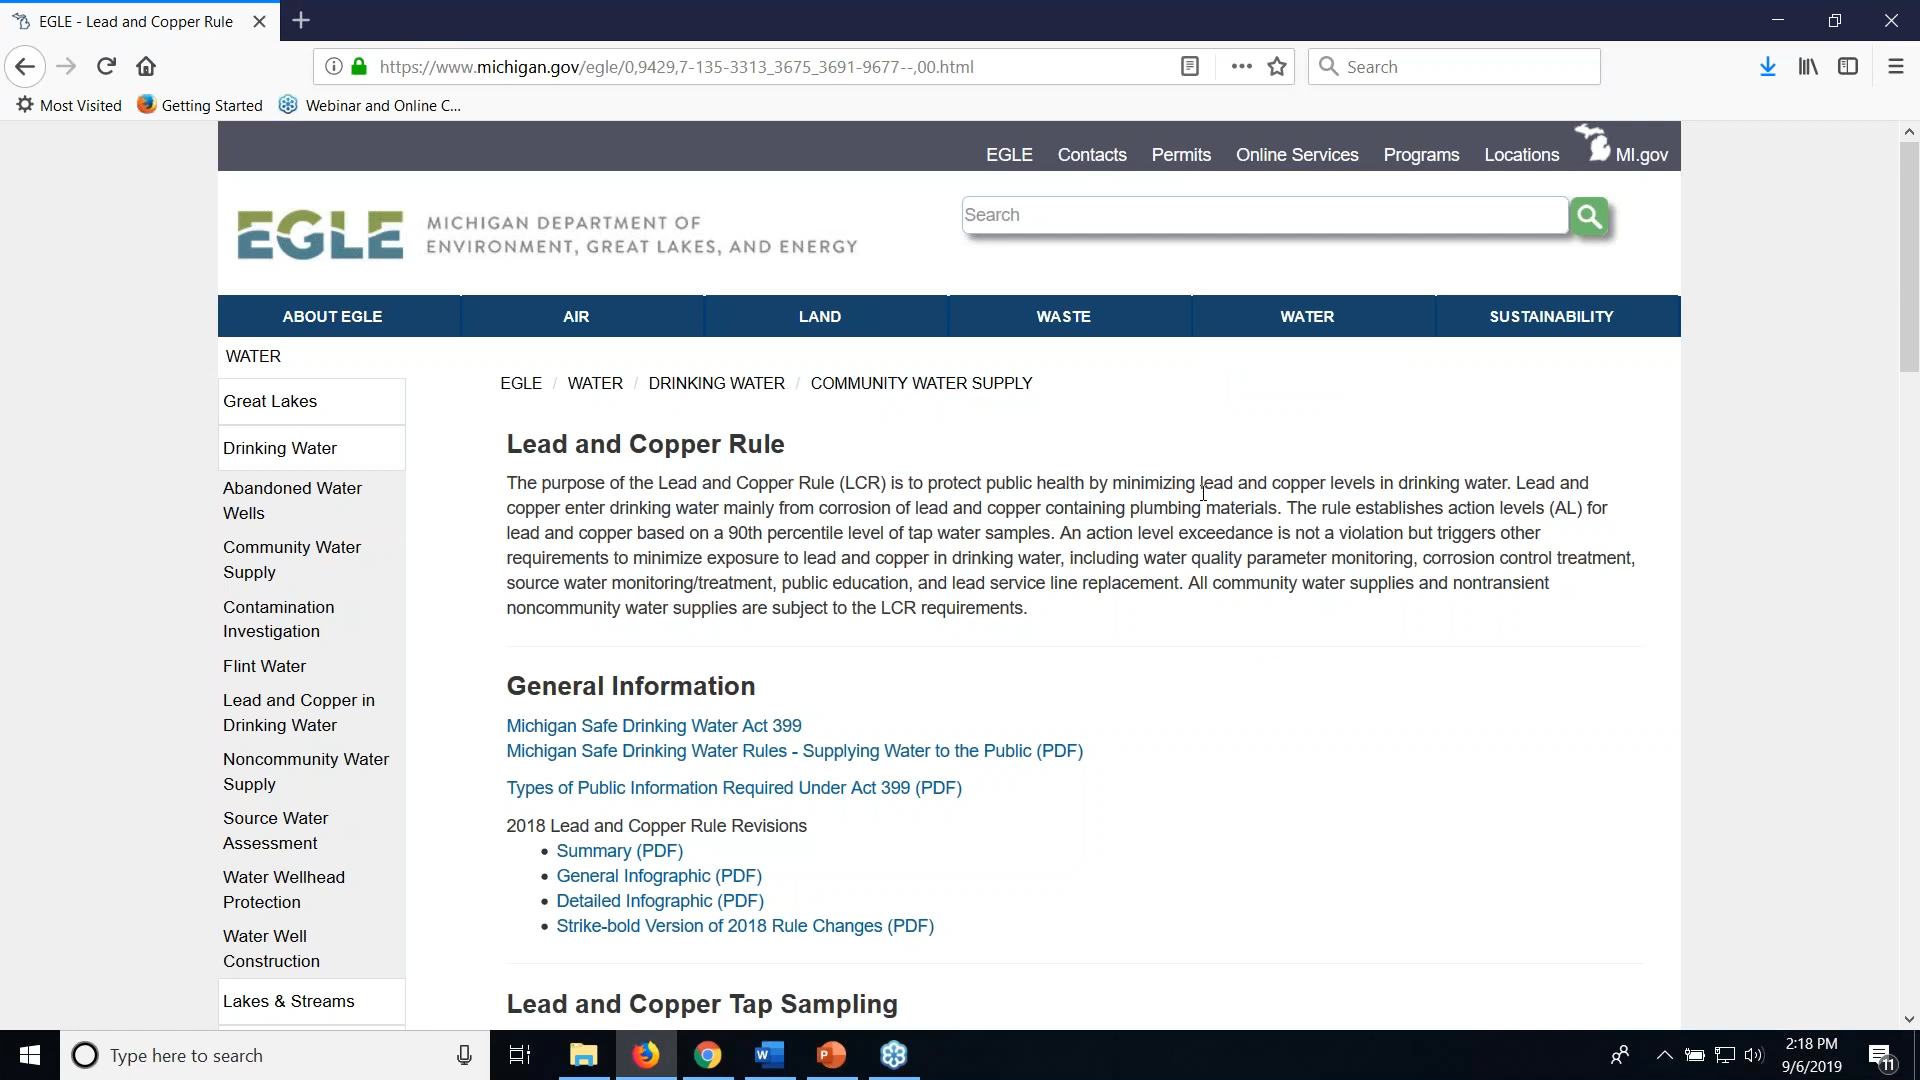 EGLE - Lead and Copper Rule
https://www.michigan.gov/egle/0,9429,7-135-3313_3675_3691-9677--,00.html
Search
Most Visited Getting Started Webinar and Online C...
EGLE Contacts Permits Online Services Programs Locations MI.gov
EGLE
MICHIGAN DEPARTMENT OF
ENVIRONMENT, GREAT LAKES, AND ENERGY
Search
ABOUT EGLE AIR LAND WASTE WATER SUSTAINABILITY
WATER
Great Lakes
Drinking Water
Abandoned Water
Wells
Community Water
Supply
Contamination
Investigation
Flint Water
Lead and Copper in
Drinking Water
Noncommunity Water
Supply
Source Water
Assessment
Water Wellhead
Protection
Water Well
Construction
Lakes & Streams
EGLE / WATER / DRINKING WATER / COMMUNITY WATER SUPPLY
Lead and Copper Rule
The purpose of the Lead and Copper Rule (LCR) is to protect public health by minimizing lead and copper levels in drinking water. Lead and
copper enter drinking water mainly from corrosion of lead and copper containing plumbing materials. The rule establishes action levels (AL) for
lead and copper based on a 90th percentile level of tap water samples. An action level exceedance is not a violation but triggers other
requirements to minimize exposure to lead and copper in drinking water, including water quality parameter monitoring, corrosion control treatment,
source water monitoring/treatment, public education, and lead service line replacement. All community water supplies and nontransient
noncommunity water supplies are subject to the LCR requirements.
General Information
Michigan Safe Drinking Water Act 399
Michigan Safe Drinking Water Rules - Supplying Water to the Public (PDF)
Types of Public Information Required Under Act 399 (PDF)
2018 Lead and Copper Rule Revisions
• Summary (PDF)
• General Infographic (PDF)
• Detailed Infographic (PDF)
• Strike-bold Version of 2018 Rule Changes (PDF)
Lead and Copper Tap Sampling
Type here to search
2:18 PM
9/6/2019
11